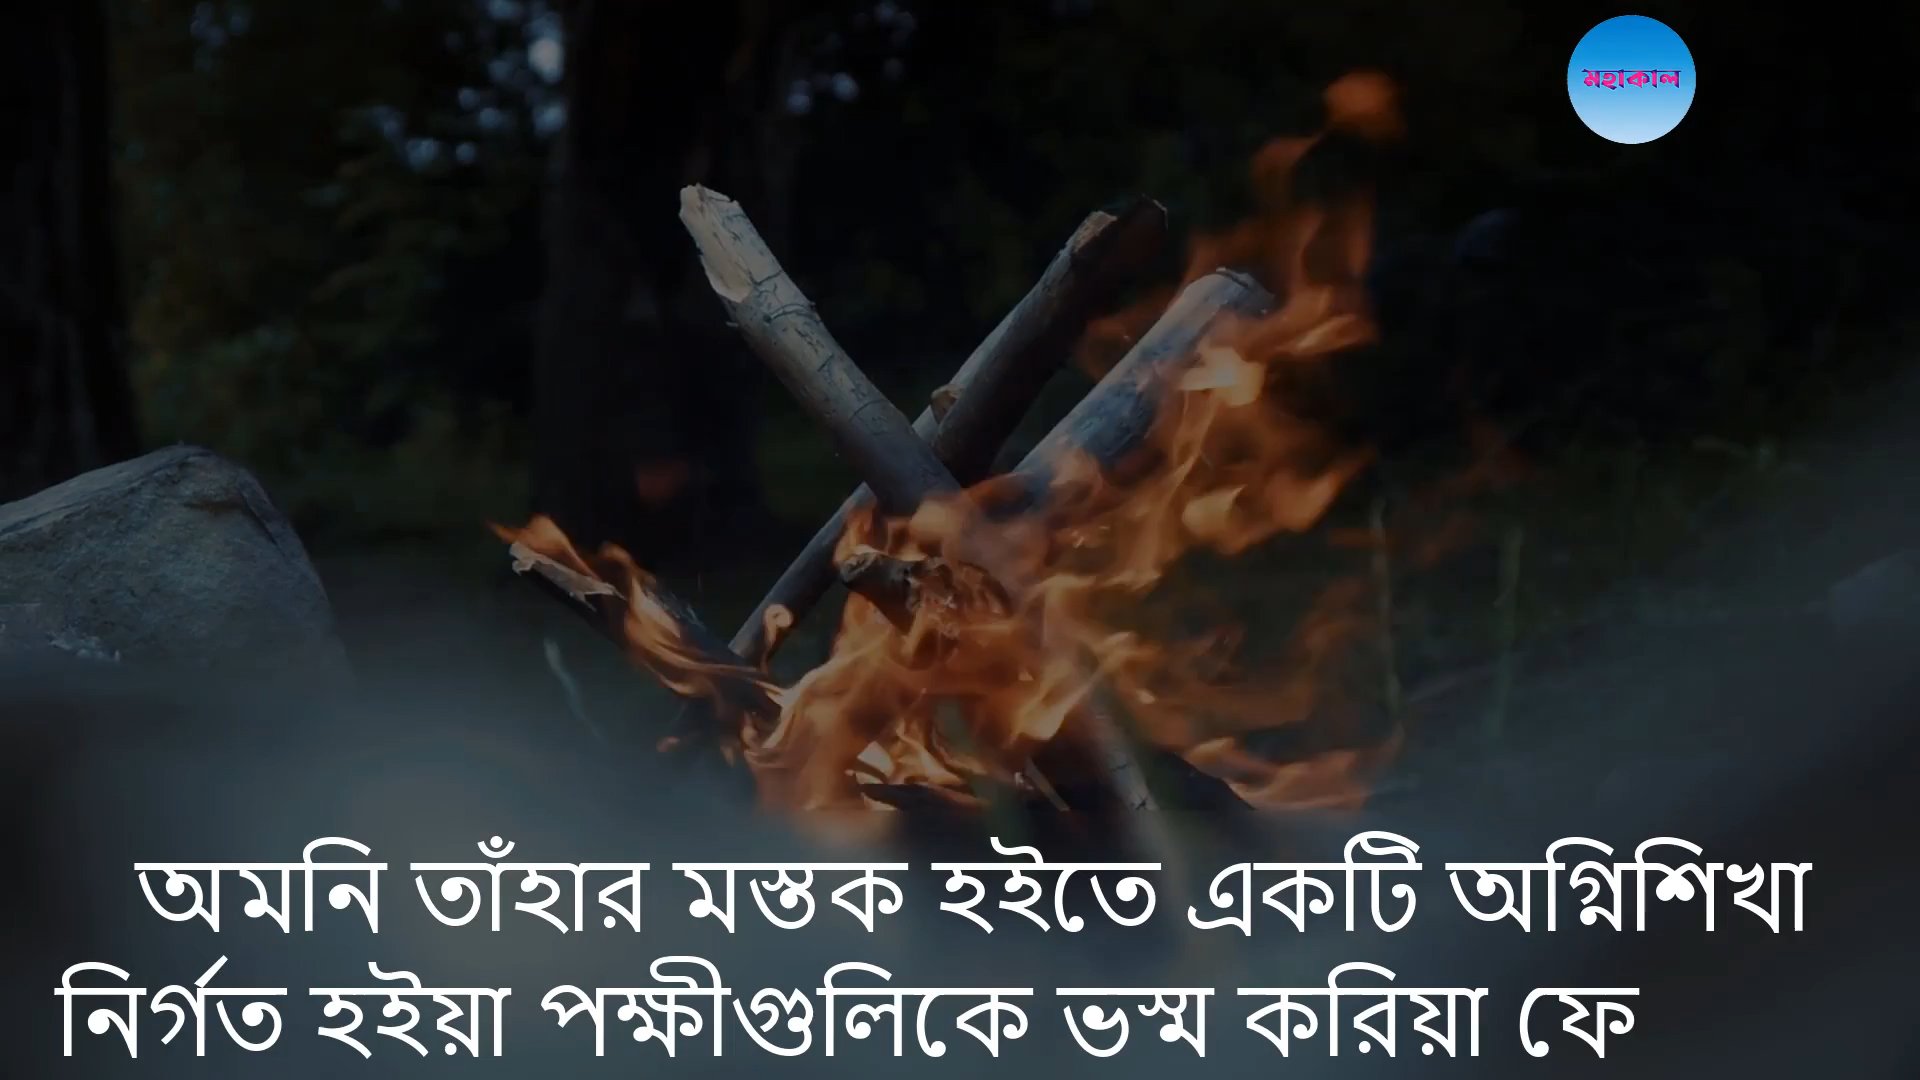 মহাকাল
অমনি তাঁহার মস্তক হইতে একটি অগ্নিশিখা
নির্গত হইয়া পক্ষীগুলিকে ভস্ম করিয়া ফে